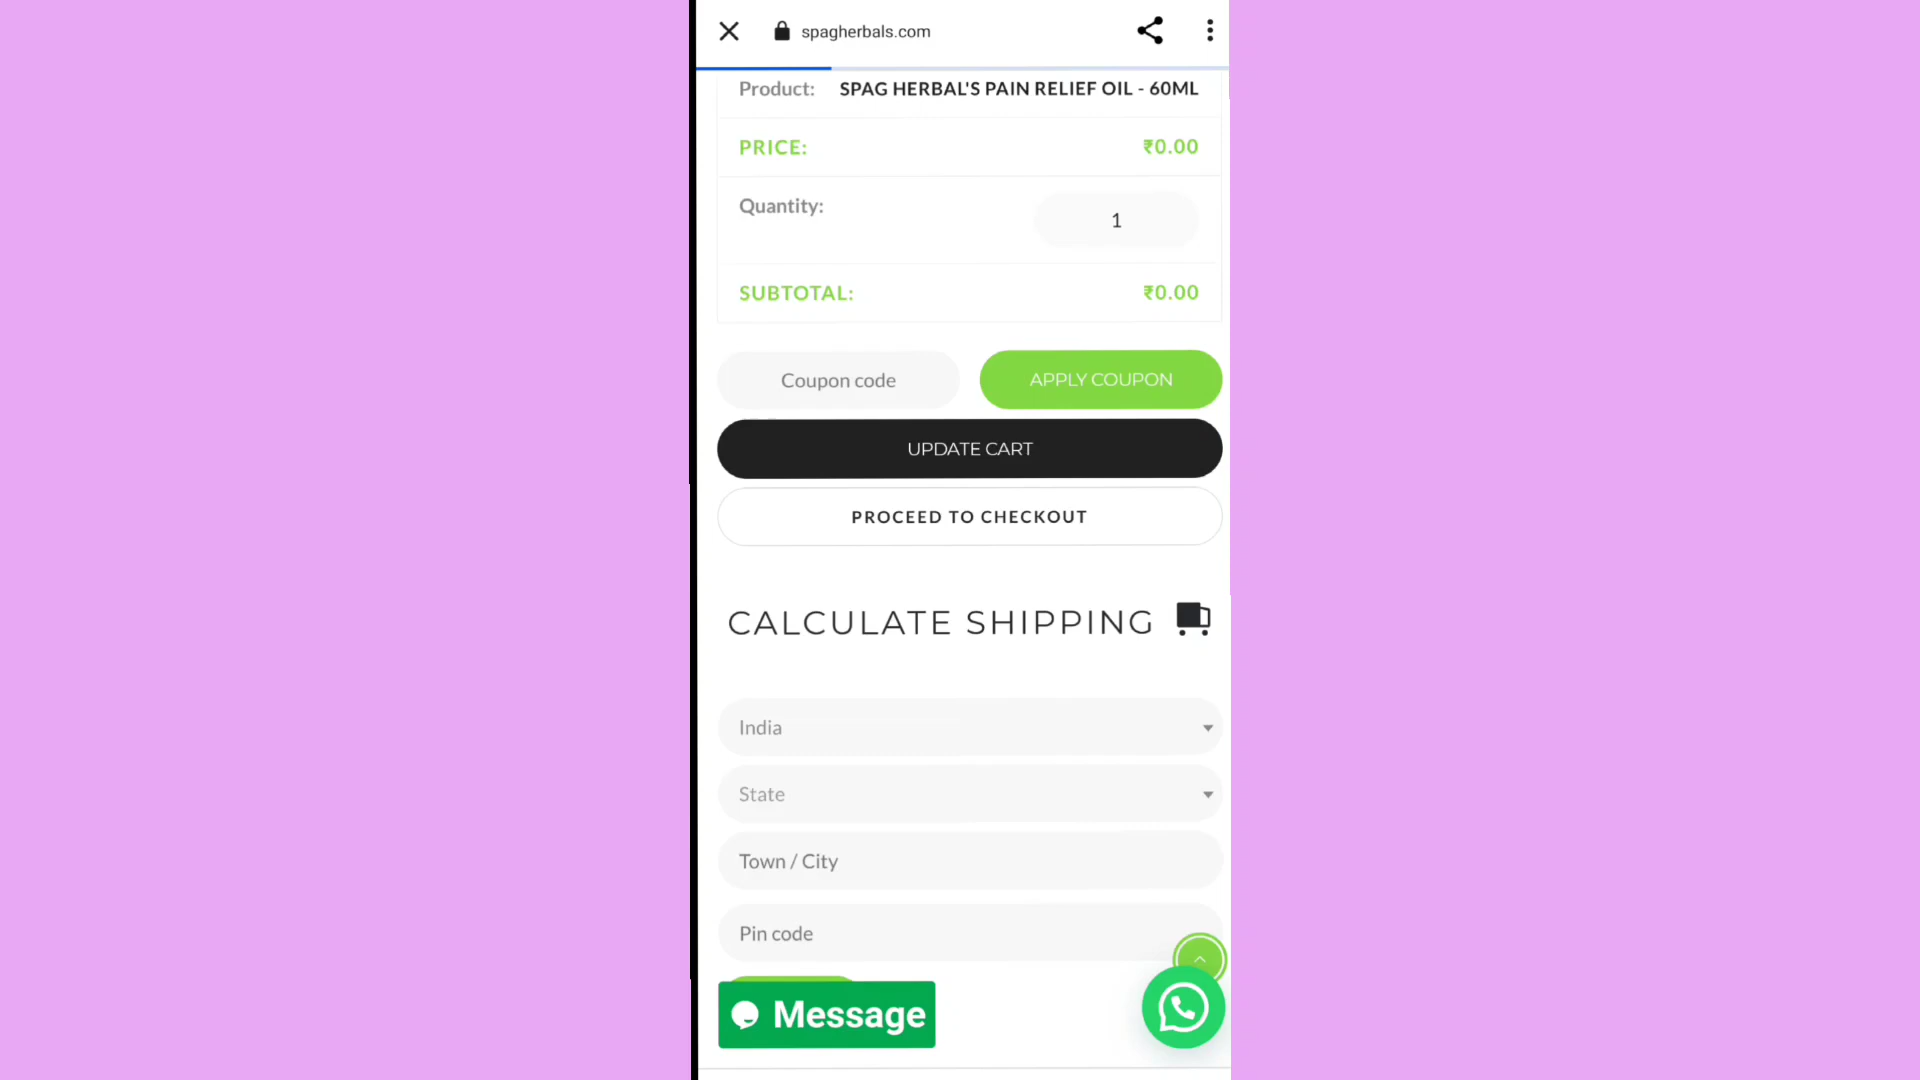 spagherbals.com
Product: SPAG HERBAL'S PAIN RELIEF OIL - 60ML
PRICE: ₹0.00
Quantity: 1
SUBTOTAL: ₹0.00
Coupon code APPLY COUPON
UPDATE CART
PROCEED TO CHECKOUT
CALCULATE SHIPPING
India
State
Town / City
Pin code
Message